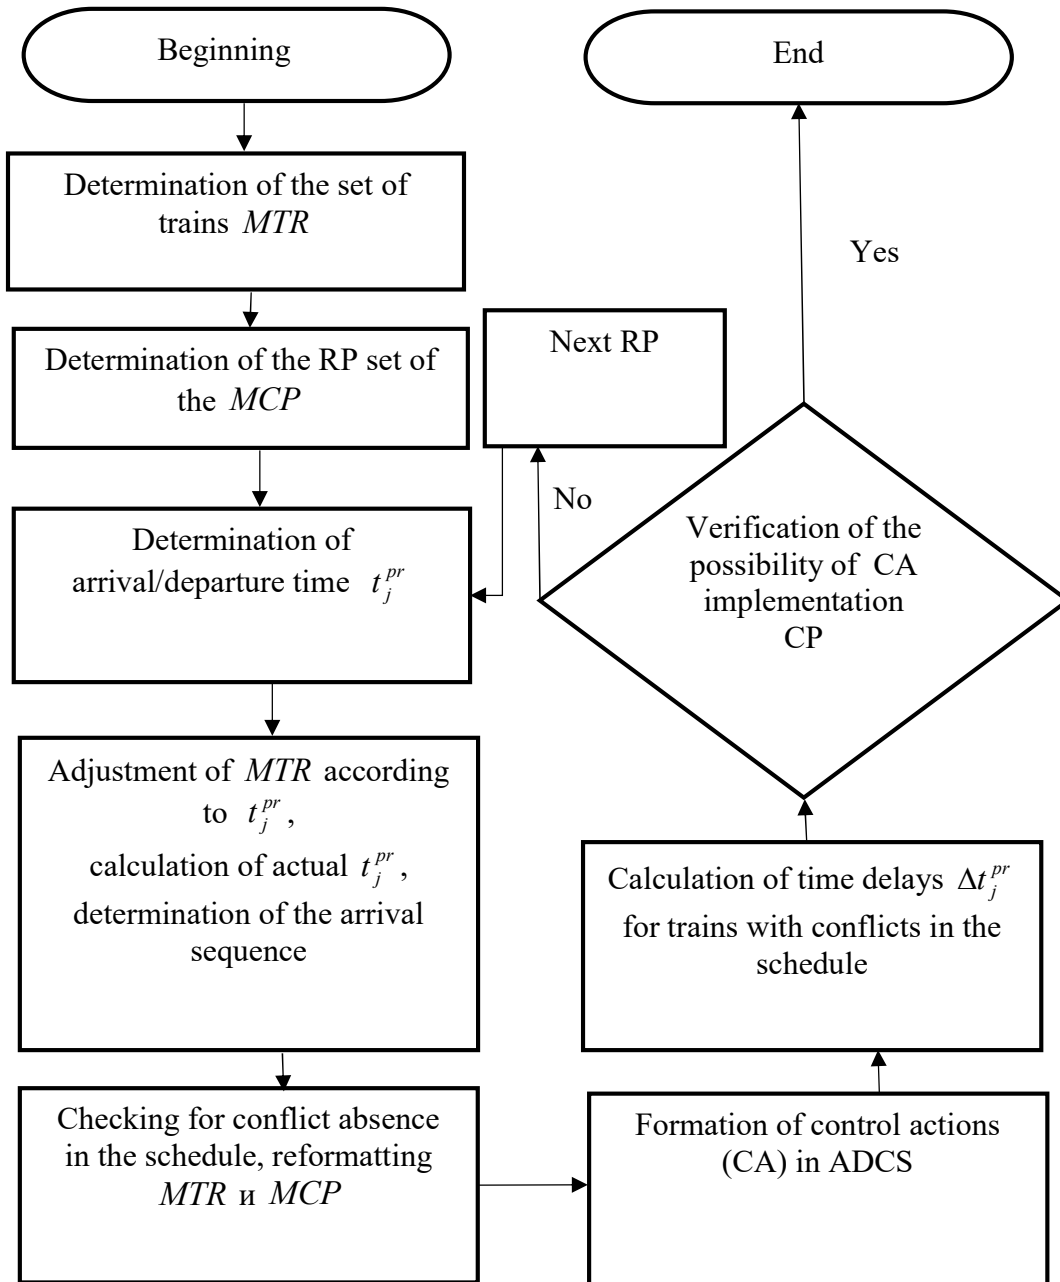 Beginning
Determination of the set of
trains MTR
Determination of the RP set of
the MCP
Determination of
arrival/departure time t_j^{pr}
Adjustment of MTR according
to t_j^{pr},
calculation of actual t_j^{pr},
determination of the arrival
sequence
Checking for conflict absence
in the schedule, reformatting
MTR и MCP
Formation of control actions
(CA) in ADCS
Calculation of time delays Δt_j^{pr}
for trains with conflicts in the
schedule
Verification of the
possibility of CA
implementation
CP
No
Next RP
Yes
End